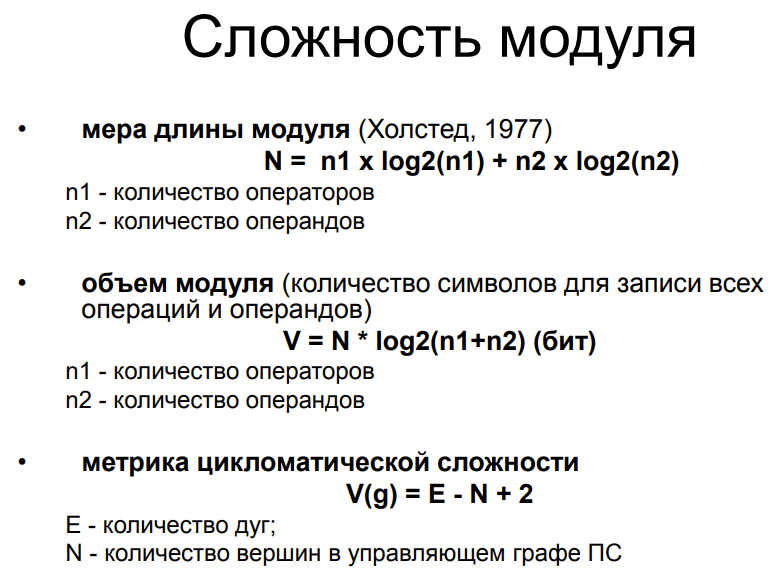 Сложность модуля
• мера длины модуля (Холстед, 1977)
N = n1 x log2(n1) + n2 x log2(n2)
n1 - количество операторов
n2 - количество операндов
• объем модуля (количество символов для записи всех
операций и операндов)
V = N * log2(n1+n2) (бит)
n1 - количество операторов
n2 - количество операндов
• метрика цикломатической сложности
V(g) = E - N + 2
E - количество дуг;
N - количество вершин в управляющем графе ПС